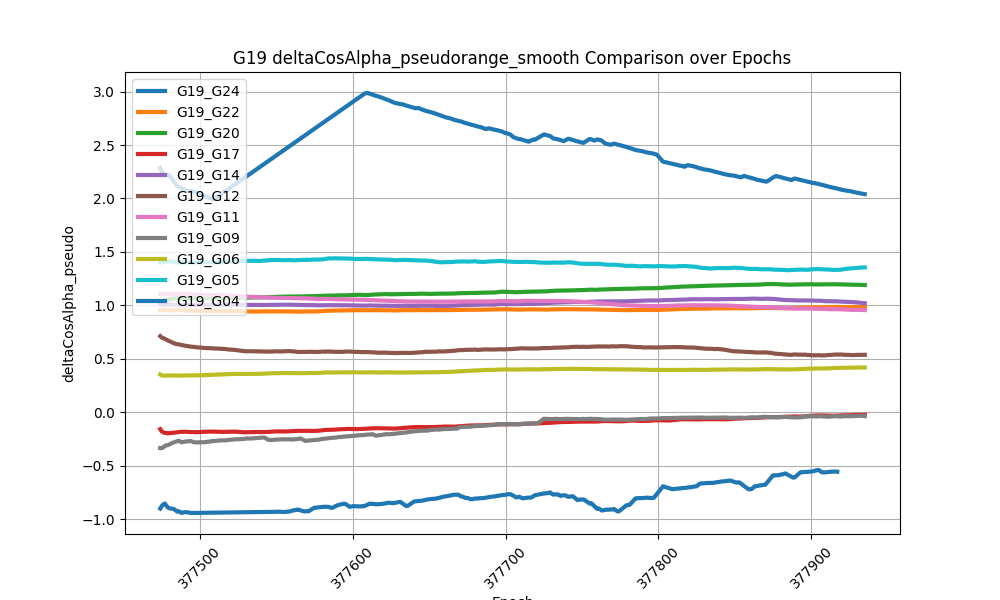 G19 deltaCosAlpha_pseudorange_smooth Comparison over Epochs
deltaCosAlpha_pseudo
3.0
2.5
2.0
1.5
1.0
0.5
0.0
−0.5
−1.0
G19_G24
G19_G22
G19_G20
G19_G17
G19_G14
G19_G12
G19_G11
G19_G09
G19_G06
G19_G05
G19_G04
377500
377600
377700
377800
377900
Epoch